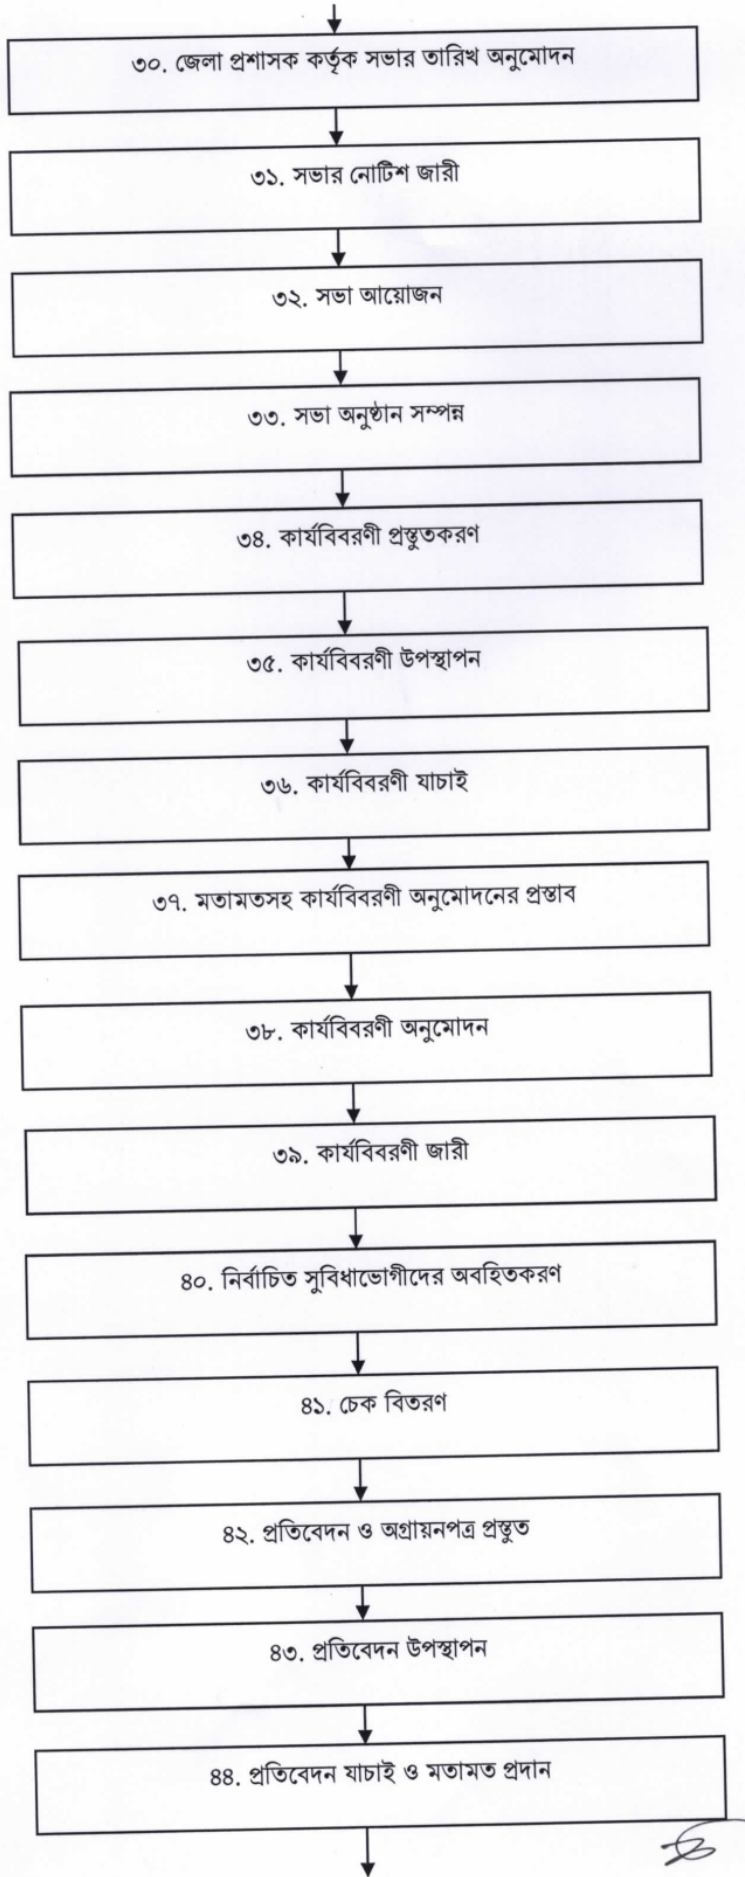 ৩০. জেলা প্রশাসক কর্তৃক সভার তারিখ অনুমোদন
৩১. সভার নোটিশ জারী
৩২. সভা আয়োজন
৩৩. সভা অনুষ্ঠান সম্পন্ন
৩৪. কার্যবিবরণী প্রস্তুতকরণ
৩৫. কার্যবিবরণী উপস্থাপন
৩৬. কার্যবিবরণী যাচাই
৩৭. মতামতসহ কার্যবিবরণী অনুমোদনের প্রস্তাব
৩৮. কার্যবিবরণী অনুমোদন
৩৯. কার্যবিবরণী জারী
৪০. নির্বাচিত সুবিধাভোগীদের অবহিতকরণ
৪১. চেক বিতরণ
৪২. প্রতিবেদন ও অগ্রায়নপত্র প্রস্তুত
৪৩. প্রতিবেদন উপস্থাপন
৪৪. প্রতিবেদন যাচাই ও মতামত প্রদান